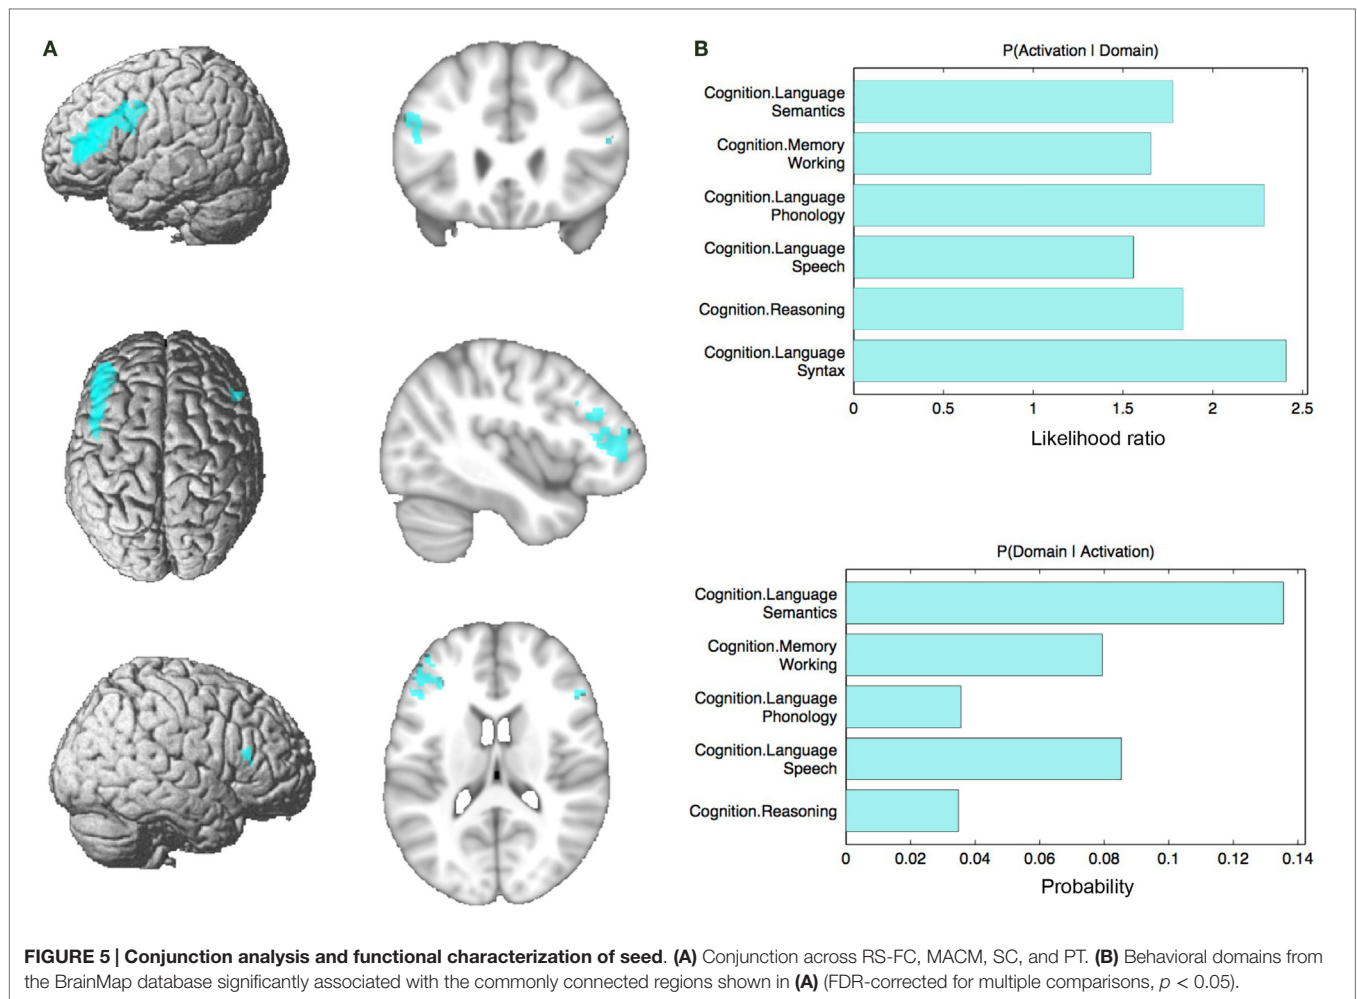 A
B
P(Activation | Domain)
Cognition.Language
Semantics
Cognition.Memory
Working
Cognition.Language
Phonology
Cognition.Language
Speech
Cognition.Reasoning
Cognition.Language
Syntax
0 0.5 1 1.5 2 2.5
Likelihood ratio
P(Domain | Activation)
Cognition.Language
Semantics
Cognition.Memory
Working
Cognition.Language
Phonology
Cognition.Language
Speech
Cognition.Reasoning
0 0.02 0.04 0.06 0.08 0.1 0.12 0.14
Probability
FIGURE 5 | Conjunction analysis and functional characterization of seed. (A) Conjunction across RS-FC, MACM, SC, and PT. (B) Behavioral domains from
the BrainMap database significantly associated with the commonly connected regions shown in (A) (FDR-corrected for multiple comparisons, p < 0.05).